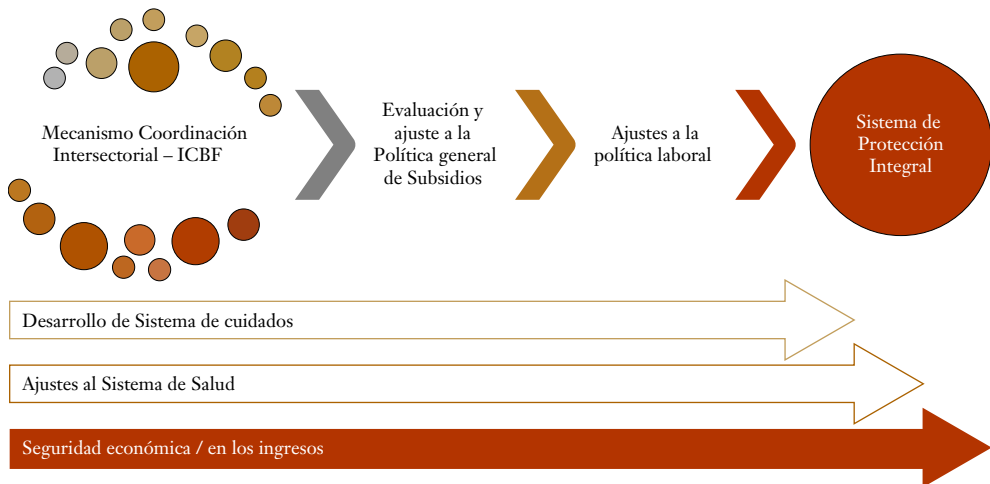 Mecanismo Coordinación
Intersectorial – ICBF
Evaluación y
ajuste a la
Política general
de Subsidios
Ajustes a la
política laboral
Sistema de
Protección
Integral
Desarrollo de Sistema de cuidados
Ajustes al Sistema de Salud
Seguridad económica / en los ingresos